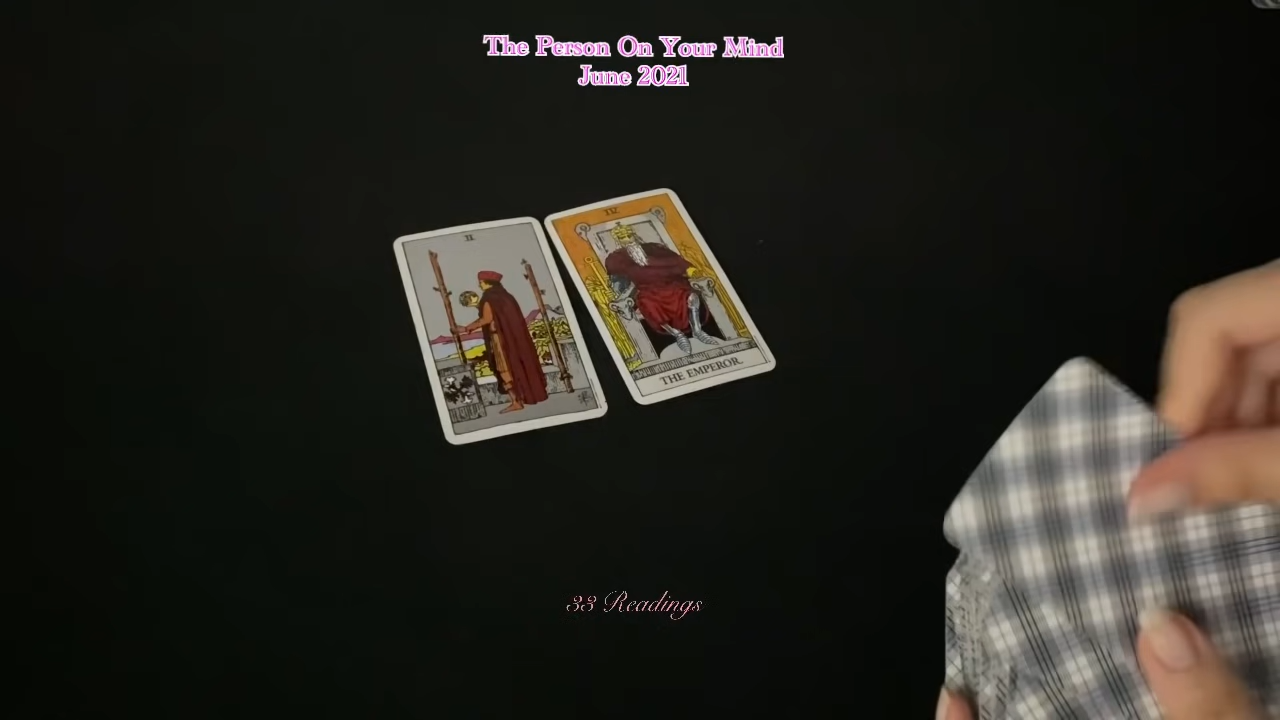 The Person On Your Mind
June 2021
II
IV
THE EMPEROR.
33 Readings